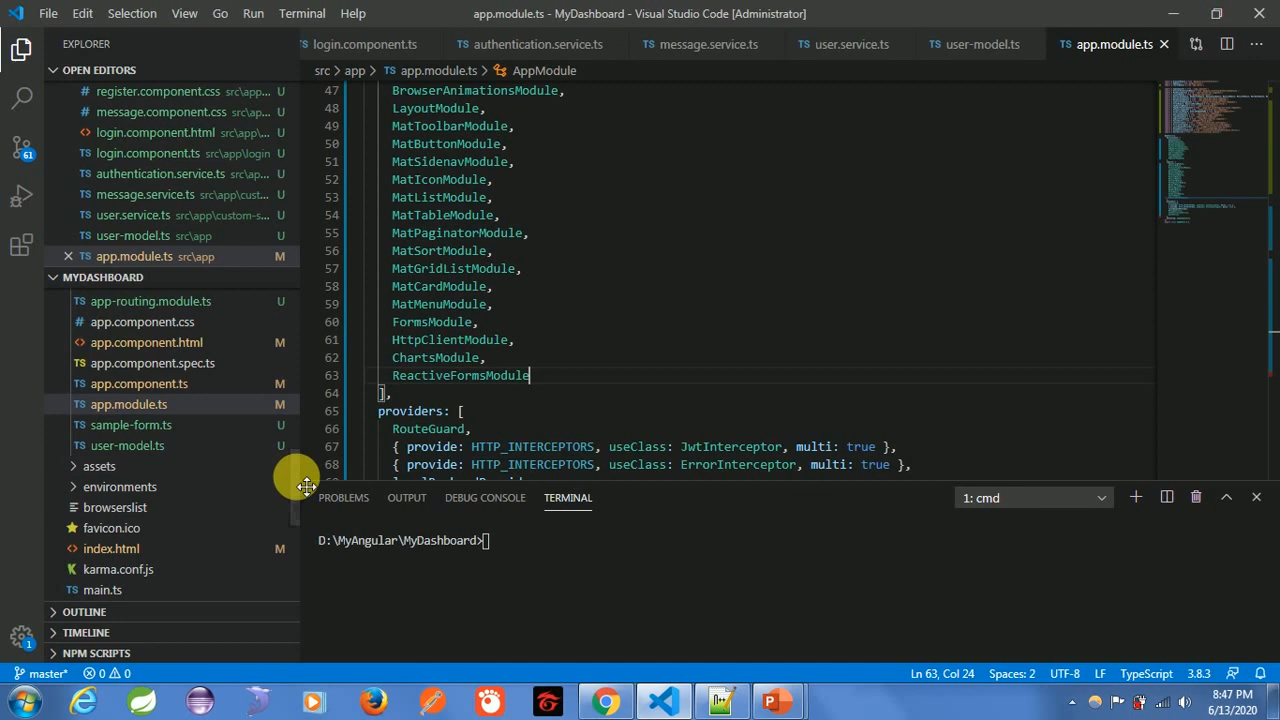 File Edit Selection View Go Run Terminal Help app.module.ts - MyDashboard - Visual Studio Code [Administrator]
EXPLORER
login.component.ts authentication.service.ts message.service.ts user.service.ts user-model.ts app.module.ts
OPEN EDITORS
src > app > app.module.ts > AppModule
register.component.css src\app... U
message.component.css src\app... U
login.component.html src\app... U
login.component.ts src\app\login U
authentication.service.ts src\... U
message.service.ts src\app\cust... U
user.service.ts src\app\custom-s... U
user-model.ts src\app U
app.module.ts src\app M
MYDASHBOARD
app-routing.module.ts U
app.component.css
app.component.html M
app.component.spec.ts
app.component.ts M
app.module.ts M
sample-form.ts U
user-model.ts U
assets
environments
browserslist
favicon.ico
index.html M
karma.conf.js
main.ts
OUTLINE
TIMELINE
NPM SCRIPTS
61
1
47 BrowserAnimationsModule,
48 LayoutModule,
49 MatToolbarModule,
50 MatButtonModule,
51 MatSidenavModule,
52 MatIconModule,
53 MatListModule,
54 MatTableModule,
55 MatPaginatorModule,
56 MatSortModule,
57 MatGridListModule,
58 MatCardModule,
59 MatMenuModule,
60 FormsModule,
61 HttpClientModule,
62 ChartsModule,
63 ReactiveFormsModule
64 ],
65 providers: [
66 RouteGuard,
67 { provide: HTTP_INTERCEPTORS, useClass: JwtInterceptor, multi: true },
68 { provide: HTTP_INTERCEPTORS, useClass: ErrorInterceptor, multi: true },
PROBLEMS OUTPUT DEBUG CONSOLE TERMINAL 1: cmd
D:\MyAngular\MyDashboard>
master* 0 0 Ln 63, Col 24 Spaces: 2 UTF-8 LF TypeScript 3.8.3
8:47 PM
6/13/2020